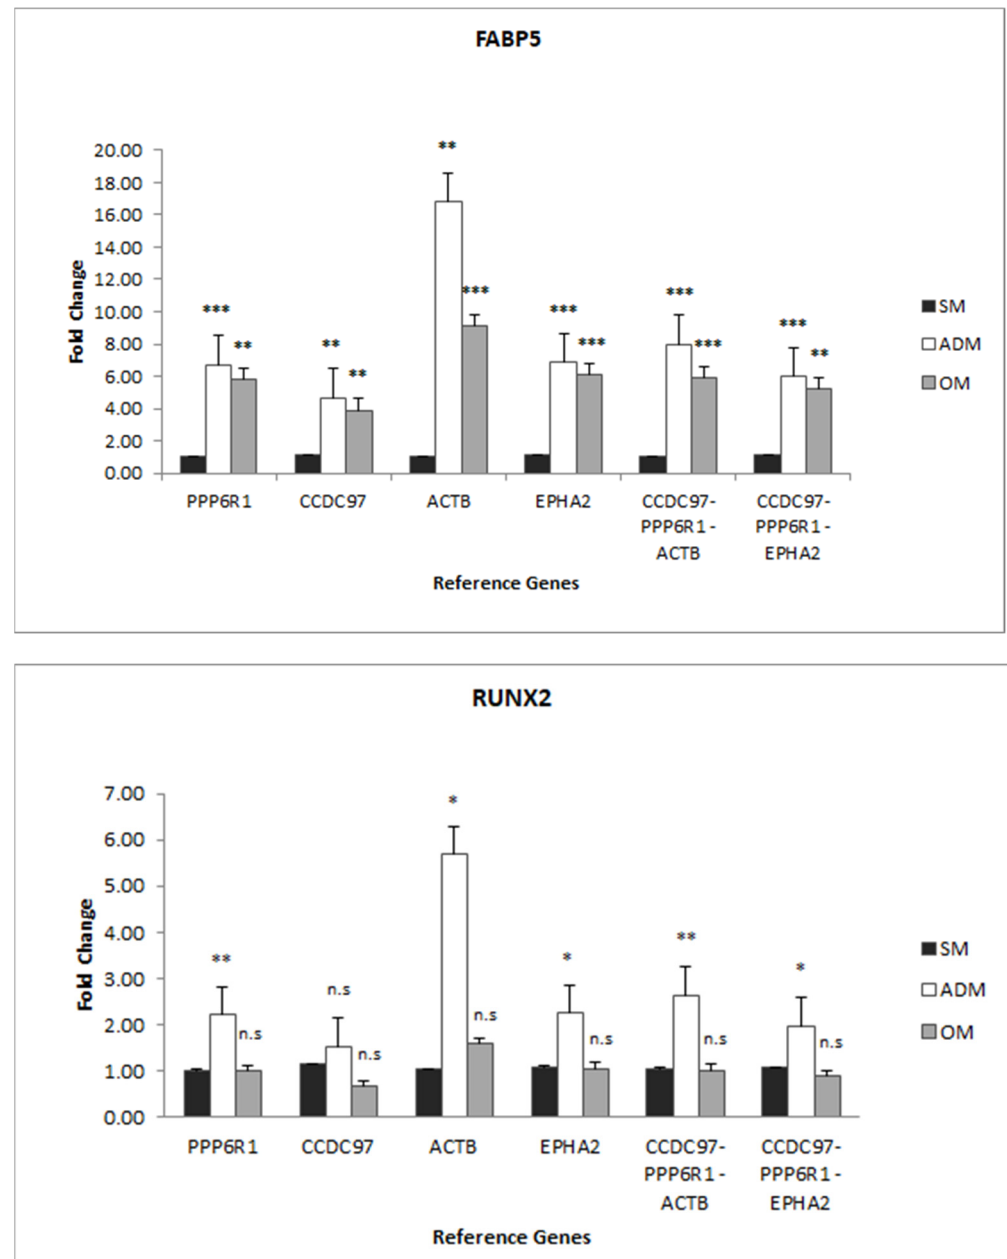 FABP5
**
20.00
18.00
16.00
14.00
12.00
10.00
8.00
6.00
4.00
2.00
0.00
Fold Change
***
**
**
**
***
***
***
***
***
***
**
SM
ADM
OM
PPP6R1
CCDC97
ACTB
EPHA2
CCDC97-
PPP6R1 -
ACTB
CCDC97-
PPP6R1 -
EPHA2
Reference Genes
RUNX2
7.00
6.00
5.00
4.00
3.00
2.00
1.00
0.00
Fold Change
**
n.s
n.s
n.s
*
n.s
*
n.s
**
n.s
*
n.s
SM
ADM
OM
PPP6R1
CCDC97
ACTB
EPHA2
CCDC97-
PPP6R1 -
ACTB
CCDC97-
PPP6R1 -
EPHA2
Reference Genes